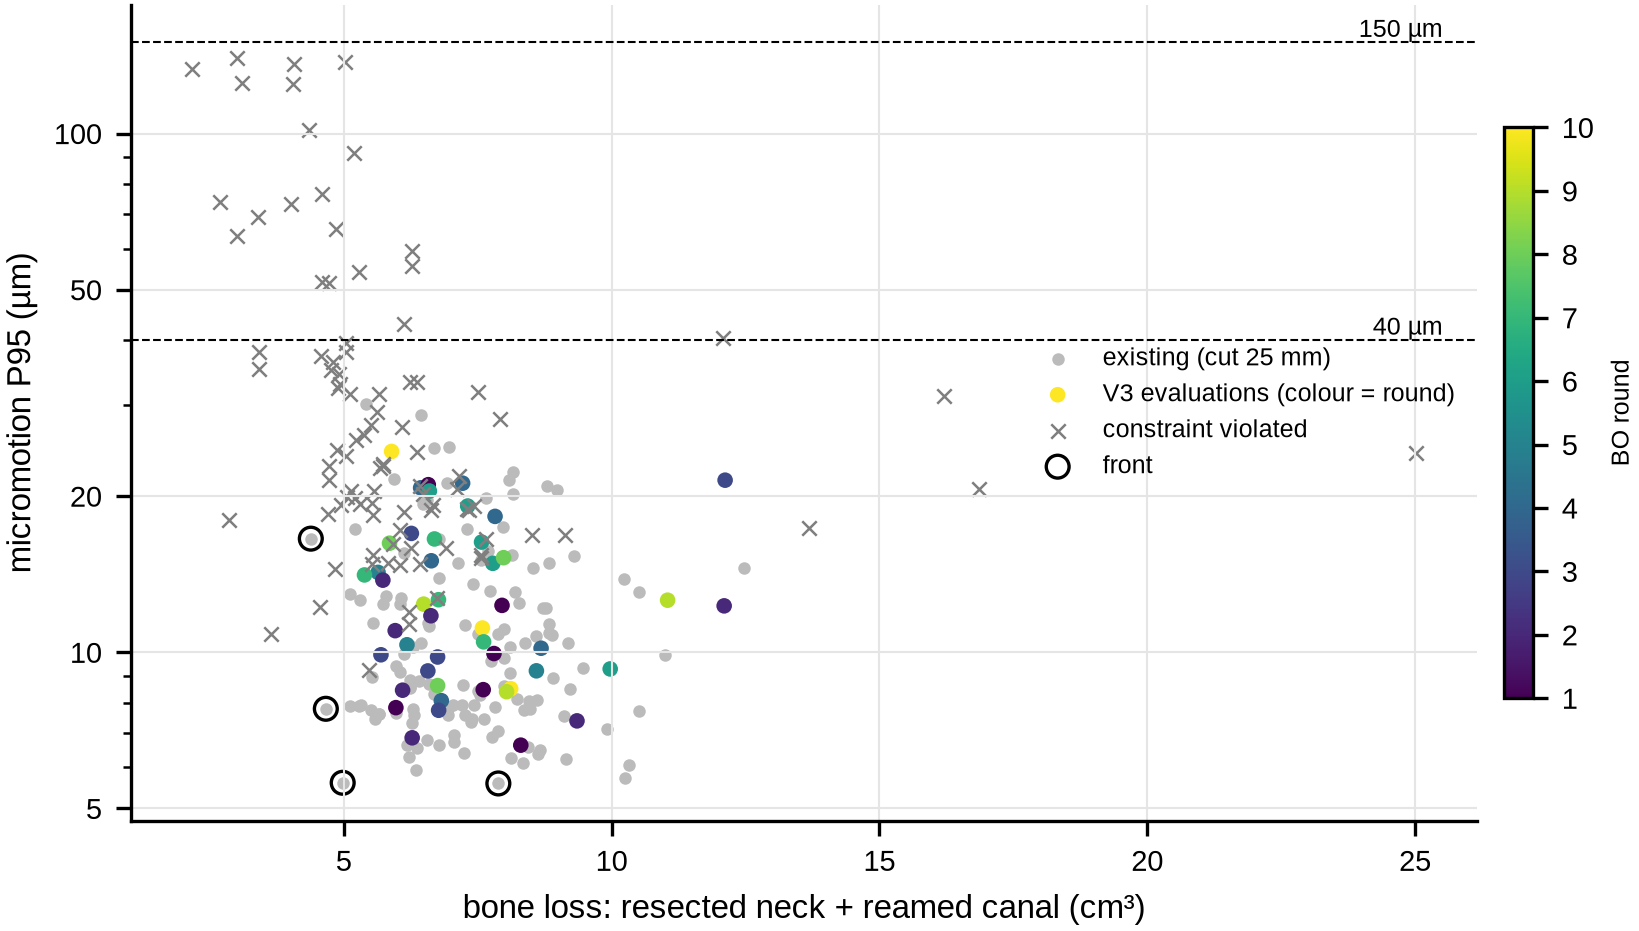 150 µm
100
50
40 µm
20
10
5
micromotion P95 (µm)
existing (cut 25 mm)
V3 evaluations (colour = round)
constraint violated
front
5
10
15
20
25
bone loss: resected neck + reamed canal (cm³)
10
9
8
7
6
5
4
3
2
1
BO round